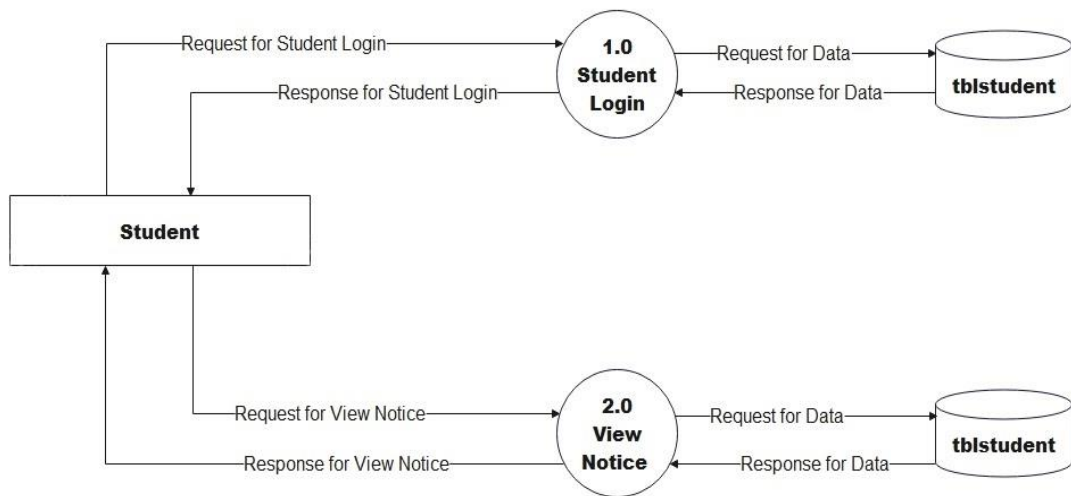 Request for Student Login
1.0
Student
Login
Request for Data
Response for Student Login
Response for Data
tblstudent
Student
Request for View Notice
2.0
View
Notice
Request for Data
Response for View Notice
Response for Data
tblstudent